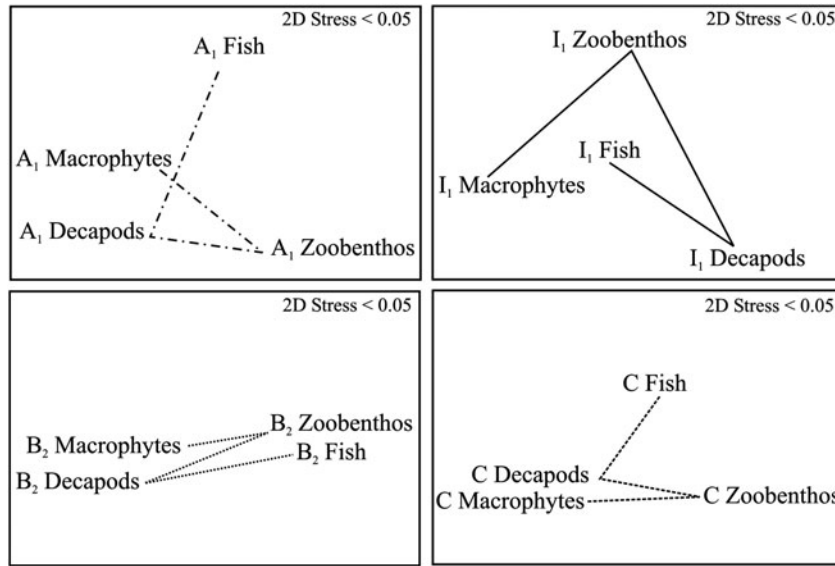 2D Stress < 0.05
A₁ Fish
A₁ Macrophytes
A₁ Decapods
A₁ Zoobenthos
2D Stress < 0.05
I₁ Zoobenthos
I₁ Fish
I₁ Macrophytes
I₁ Decapods
2D Stress < 0.05
B₂ Zoobenthos
B₂ Macrophytes
B₂ Fish
B₂ Decapods
2D Stress < 0.05
C Fish
C Decapods
C Macrophytes
C Zoobenthos